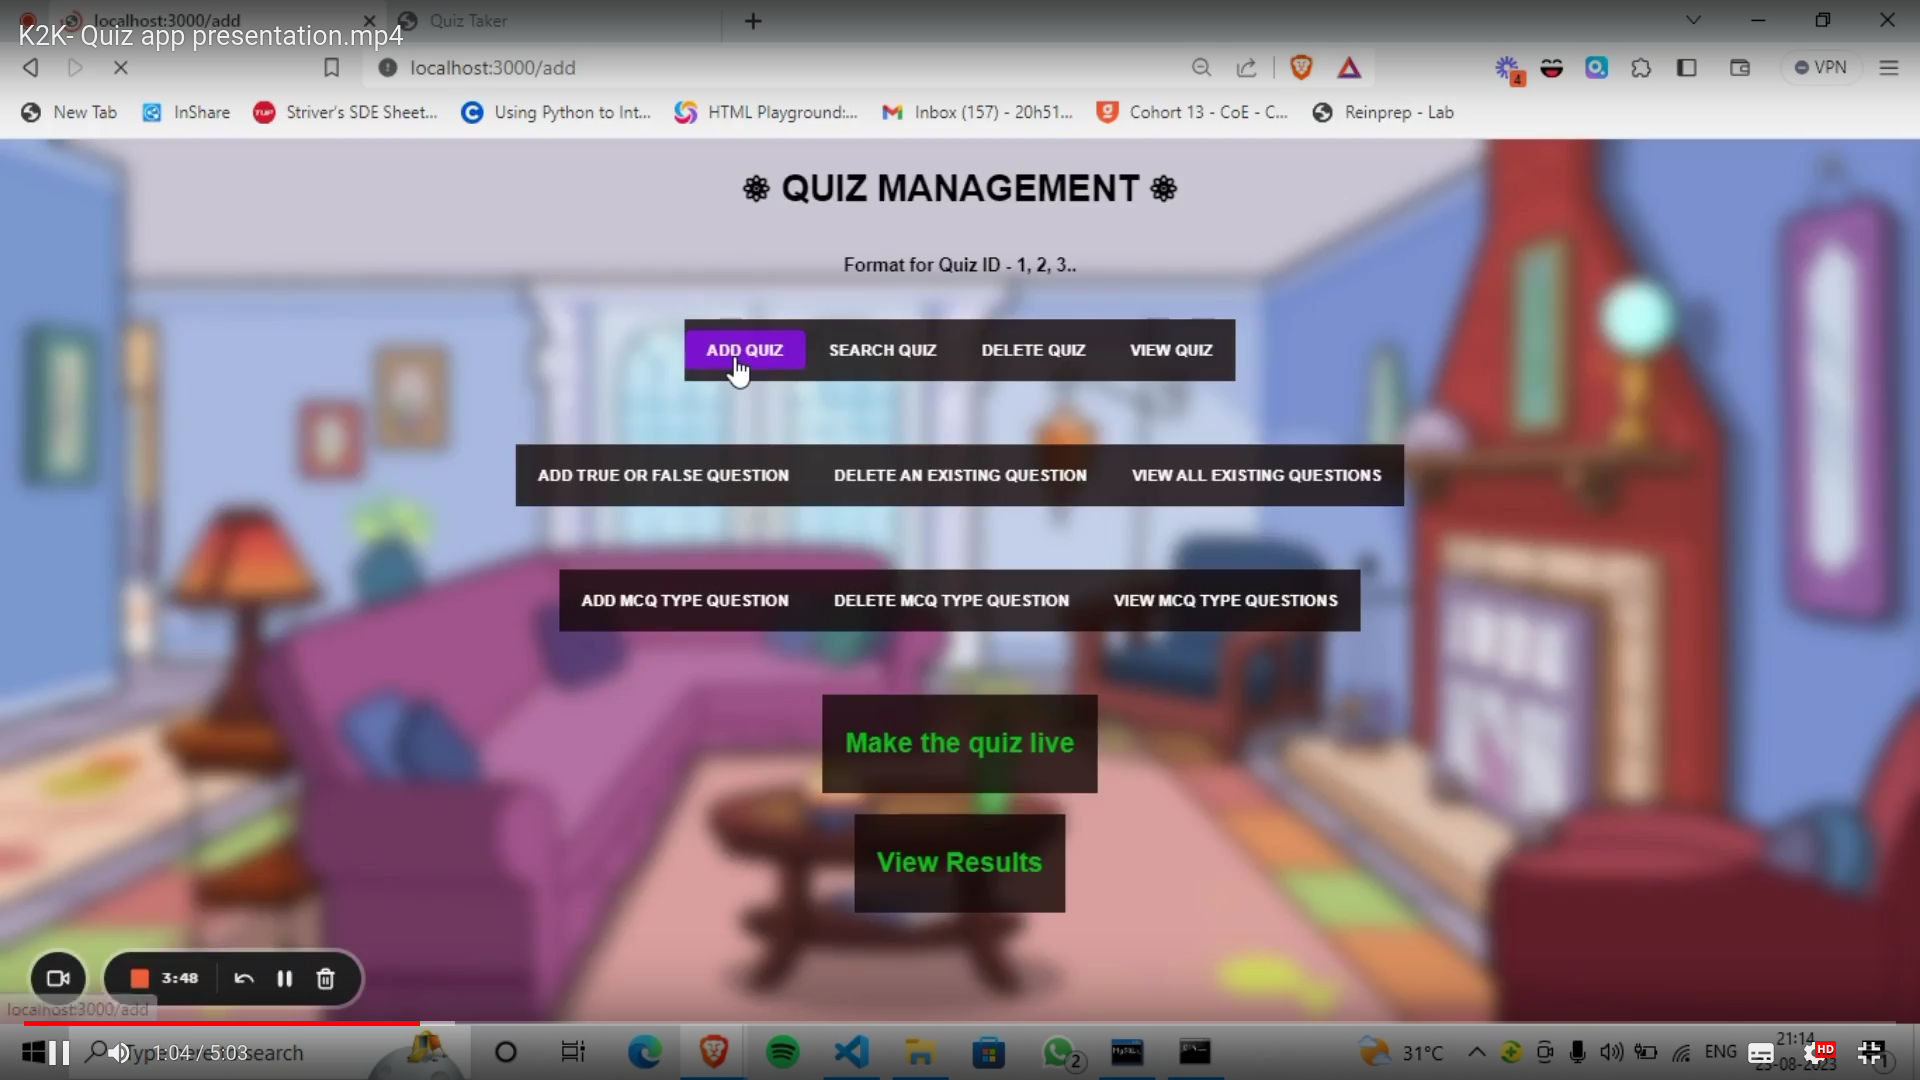 localhost:3000/add
Quiz Taker
K2K- Quiz app presentation.mp4
localhost:3000/add
4
VPN
New Tab
InShare
Striver's SDE Sheet...
Using Python to Int...
HTML Playground:...
Inbox (157) - 20h51...
Cohort 13 - CoE - C...
Reinprep - Lab
QUIZ MANAGEMENT
Format for Quiz ID - 1, 2, 3..
ADD QUIZ SEARCH QUIZ DELETE QUIZ VIEW QUIZ
ADD TRUE OR FALSE QUESTION DELETE AN EXISTING QUESTION VIEW ALL EXISTING QUESTIONS
ADD MCQ TYPE QUESTION DELETE MCQ TYPE QUESTION VIEW MCQ TYPE QUESTIONS
Make the quiz live
View Results
3:48
localhost:3000/add
1:04 / 5:03
search
2
31°C
ENG
21:14
23-08-2023
HD
1